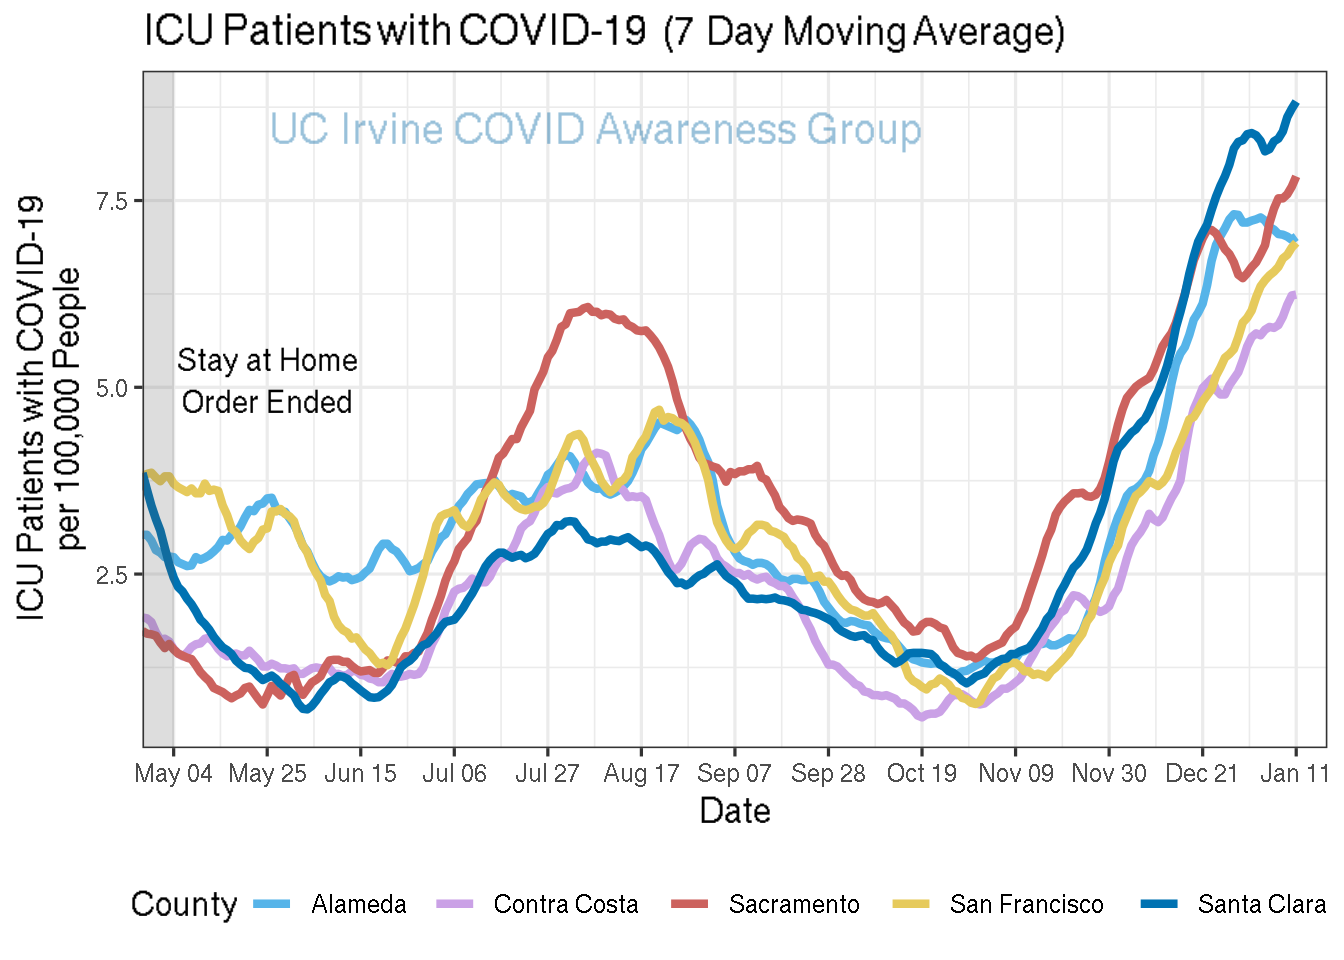 ICU Patients with COVID-19 (7 Day Moving Average)
UC Irvine COVID Awareness Group
ICU Patients with COVID-19
per 100,000 People
7.5
5.0
2.5
Stay at Home
Order Ended
May 04 May 25 Jun 15 Jul 06 Jul 27 Aug 17 Sep 07 Sep 28 Oct 19 Nov 09 Nov 30 Dec 21 Jan 11
Date
County Alameda Contra Costa Sacramento San Francisco Santa Clara